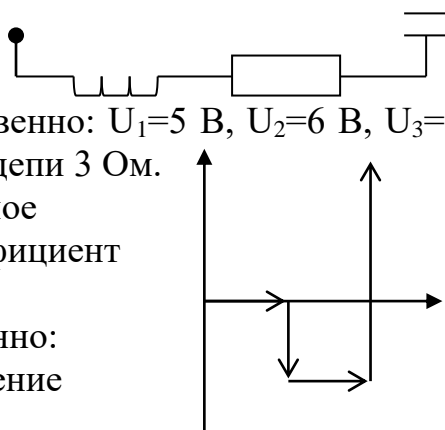 венно: U₁=5 В, U₂=6 В, U₃=
цепи 3 Ом.
ное
фициент
нно:
ение